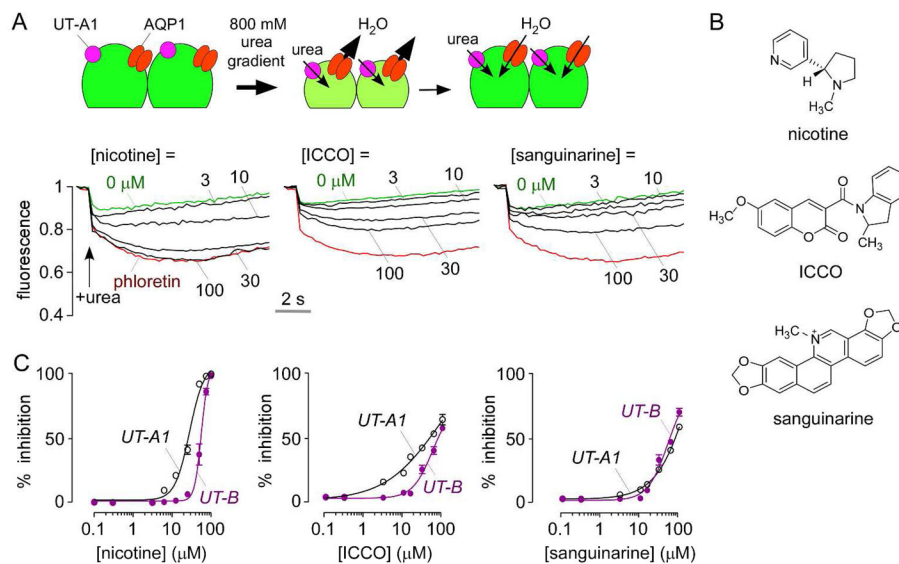 A
UT-A1
AQP1
800 mM
urea
gradient
urea
H2O
urea
H2O
[nicotine] =
0 μM
3
10
[ICCO] =
0 μM
3
10
[sanguinarine] =
0 μM
3
10
fluorescence
1
0.8
0.6
0.4
+urea
phloretin
100
30
2 s
100
30
100
30
B
N
H
N
H3C
nicotine
H3CO
O
O
O
N
CH3
ICCO
H3C
N+
O
O
O
O
sanguinarine
C
% inhibition
100
50
0
UT-A1
UT-B
0.1
1
10
100
[nicotine] (μM)
% inhibition
100
50
0
UT-A1
UT-B
0.1
1
10
100
[ICCO] (μM)
% inhibition
100
50
0
UT-B
UT-A1
0.1
1
10
100
[sanguinarine] (μM)